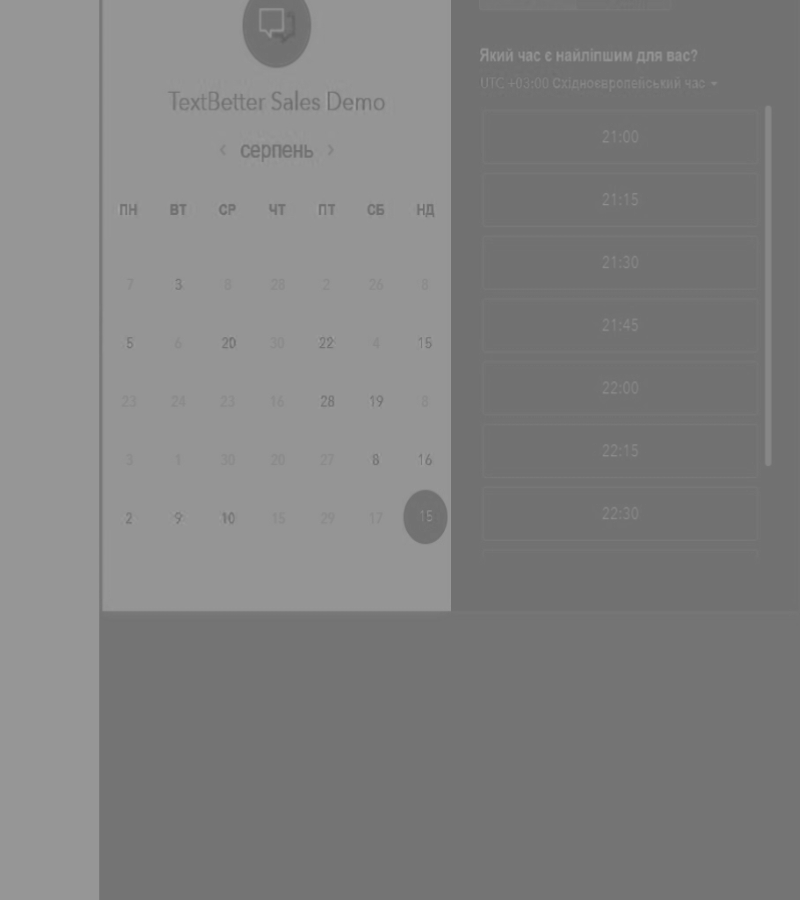 TextBetter Sales Demo
‹ серпень ›
ПН ВТ СР ЧТ ПТ СБ НД
7 3 8 28 2 26 8
5 6 20 30 22 4 15
23 24 23 16 28 19 8
3 1 30 20 27 8 16
2 9 10 15 29 17 15
Який час є найліпшим для вас?
UTC +03:00 Східноєвропейський час
21:00
21:15
21:30
21:45
22:00
22:15
22:30